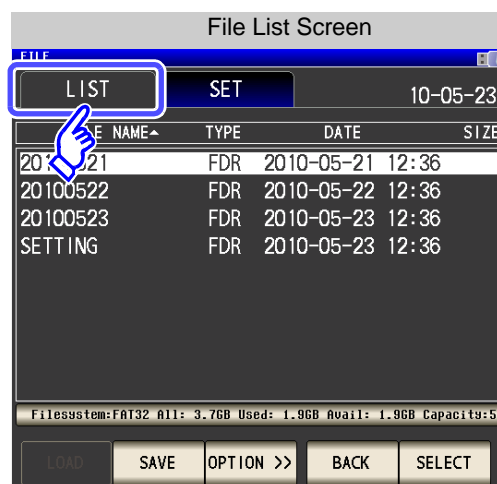 File List Screen
FILE
LIST SET 10-05-23
NAME▲ TYPE DATE SIZE
FDR 2010-05-21 12:36
20100522 FDR 2010-05-22 12:36
20100523 FDR 2010-05-23 12:36
SETTING FDR 2010-05-23 12:36
Filesystem:FAT32 All: 3.7GB Used: 1.9GB Avail: 1.9GB Capacity:5
LOAD SAVE OPTION >> BACK SELECT